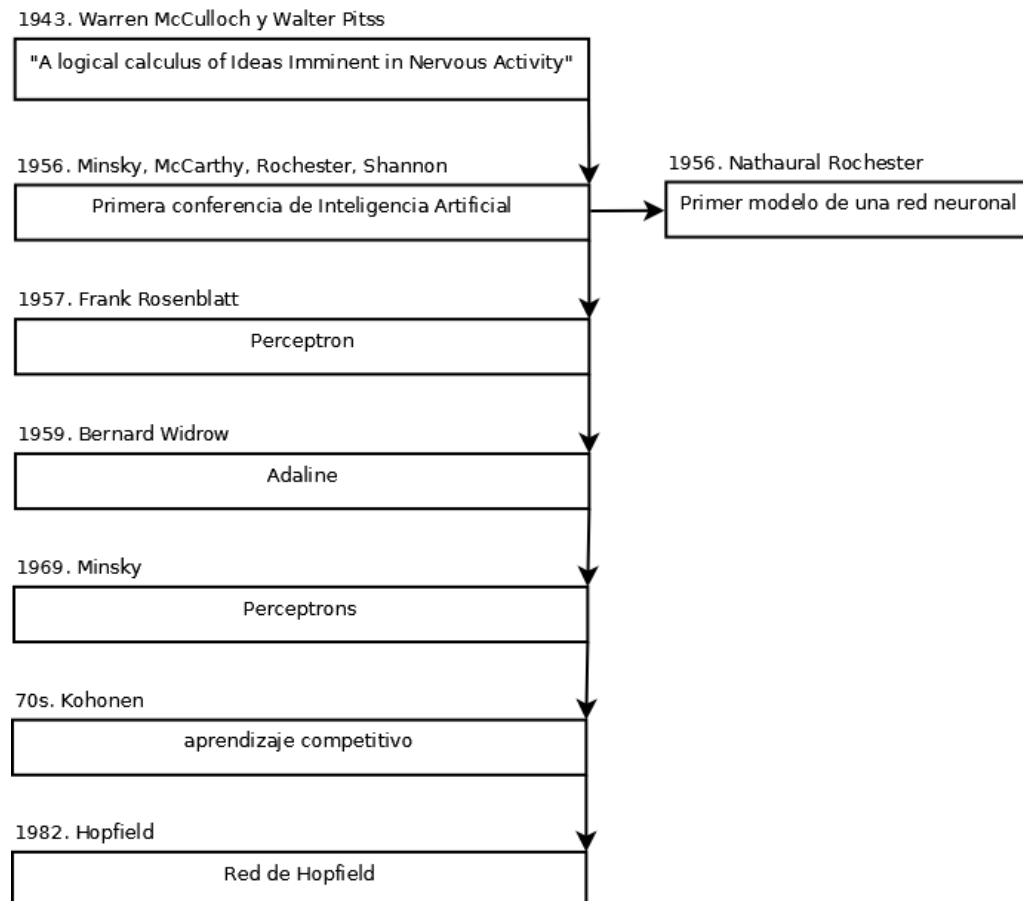 1943. Warren McCulloch y Walter Pitss
"A logical calculus of Ideas Imminent in Nervous Activity"
1956. Minsky, McCarthy, Rochester, Shannon
Primera conferencia de Inteligencia Artificial
1956. Nathaural Rochester
Primer modelo de una red neuronal
1957. Frank Rosenblatt
Perceptron
1959. Bernard Widrow
Adaline
1969. Minsky
Perceptrons
70s. Kohonen
aprendizaje competitivo
1982. Hopfield
Red de Hopfield